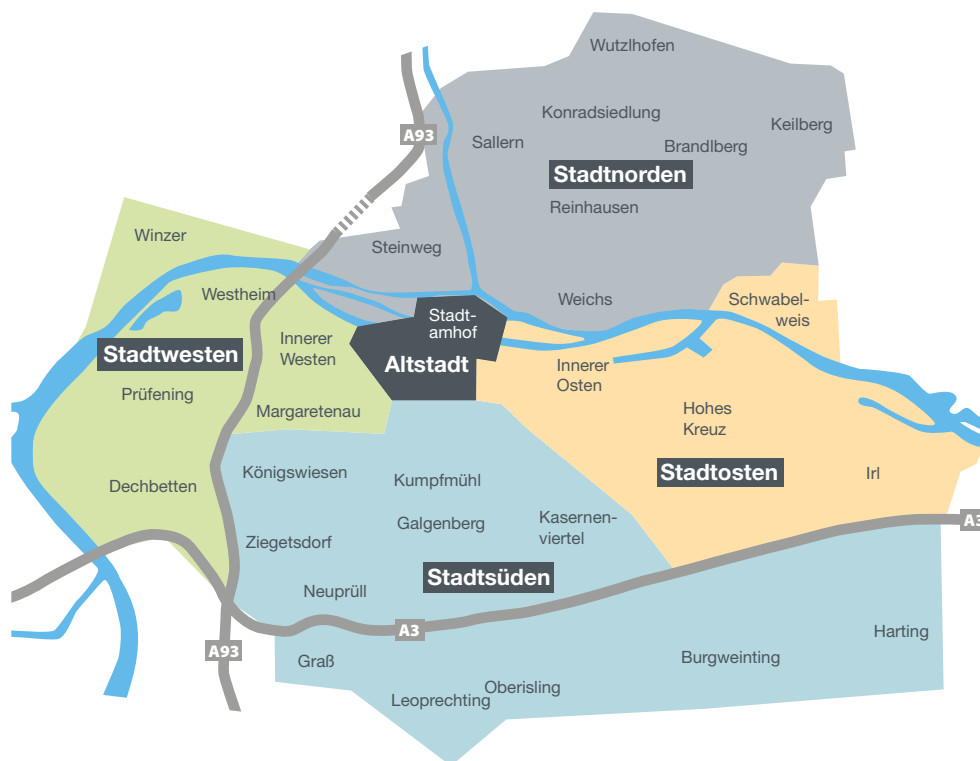 Wutzlhofen
Konradsiedlung
Keilberg
A93
Sallern
Brandlberg
Stadtnorden
Reinhausen
Winzer
Steinweg
Westheim
Weichs
Schwabel-
weis
Stadt-
amhof
Innerer
Westen
Stadtwesten
Altstadt
Innerer
Osten
Prüfening
Margaretenau
Hohes
Kreuz
Königswiesen
Kumpfmühl
Stadtosten
Irl
Dechbetten
Galgenberg
Kasernen-
viertel
A3
Ziegetsdorf
Stadtsüden
Neuprüll
A3
A93
Graß
Harting
Burgweinting
Oberisling
Leoprechting